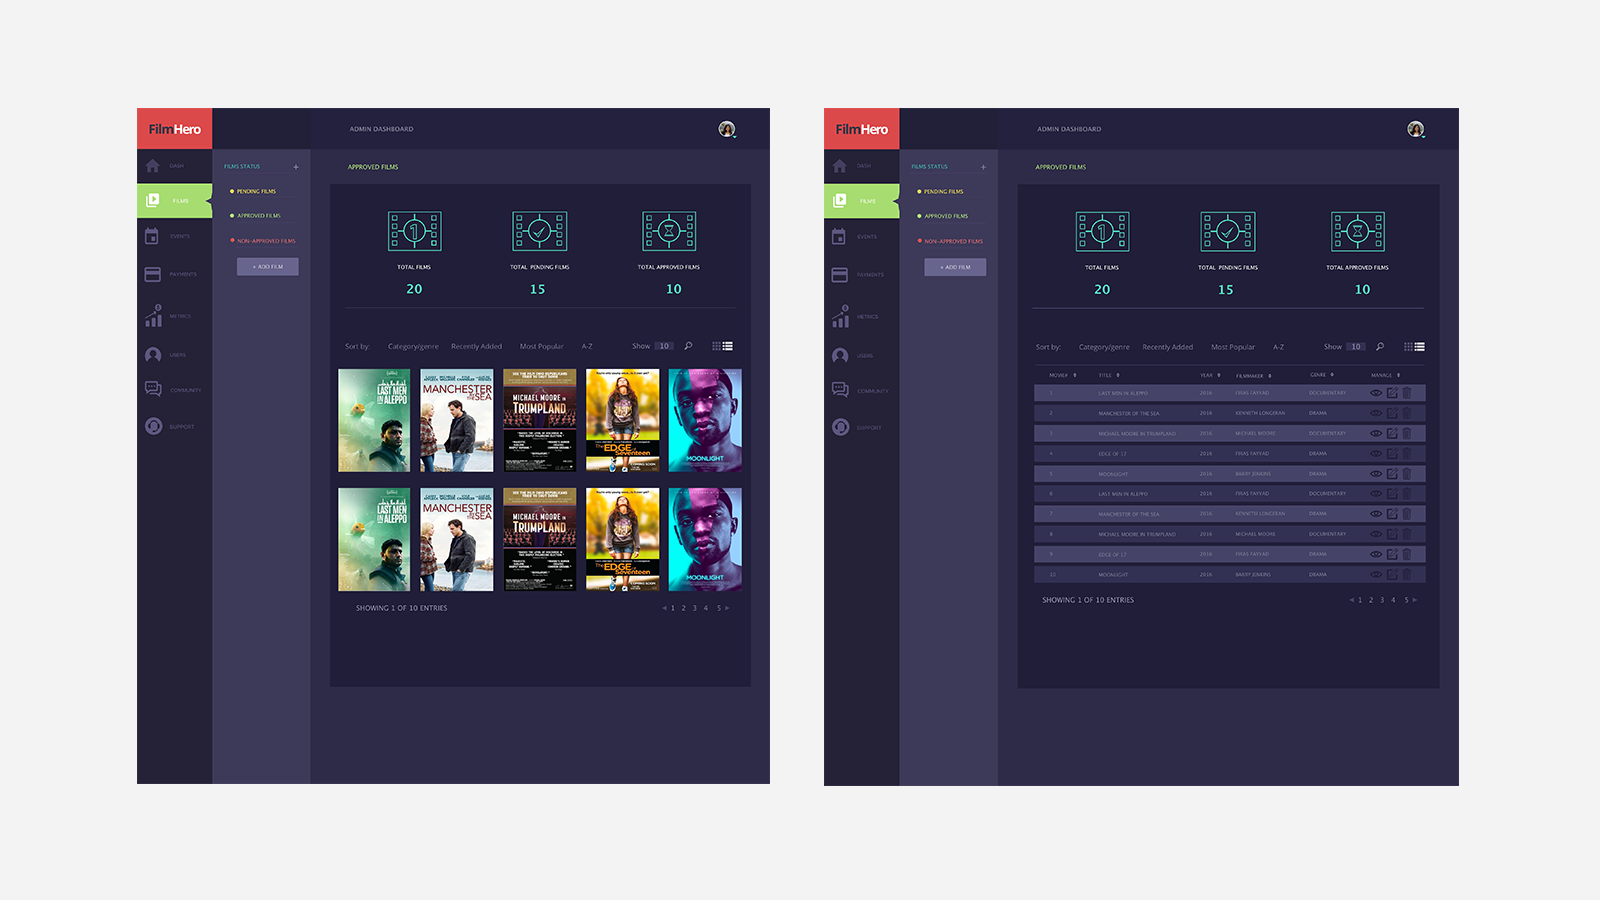 FilmHero
ADMIN DASHBOARD
DASH
FILMS
EVENTS
PAYMENTS
METRICS
USERS
COMMUNITY
SUPPORT
FILMS STATUS +
PENDING FILMS
APPROVED FILMS
NON-APPROVED FILMS
+ ADD FILM
APPROVED FILMS
1
TOTAL FILMS
20
TOTAL PENDING FILMS
15
TOTAL APPROVED FILMS
10
Sort by: Category/genre Recently Added Most Popular A-Z Show 10
LAST MEN
IN ALEPPO
MANCHESTER
BY THE SEA
MICHAEL MOORE IN
TRUMPLAND
The EDGE of
Seventeen
COMING SOON
MOONLIGHT
LAST MEN
IN ALEPPO
MANCHESTER
BY THE SEA
MICHAEL MOORE IN
TRUMPLAND
The EDGE of
Seventeen
COMING SOON
MOONLIGHT
SHOWING 1 OF 10 ENTRIES
1 2 3 4 5
FilmHero
ADMIN DASHBOARD
DASH
FILMS
EVENTS
PAYMENTS
METRICS
USERS
COMMUNITY
SUPPORT
FILMS STATUS +
PENDING FILMS
APPROVED FILMS
NON-APPROVED FILMS
+ ADD FILM
APPROVED FILMS
1
TOTAL FILMS
20
TOTAL PENDING FILMS
15
TOTAL APPROVED FILMS
10
Sort by: Category/genre Recently Added Most Popular A-Z Show 10
MOVIE# TITLE YEAR FILMMAKER GENRE MANAGE
1 LAST MEN IN ALEPPO 2016 FIRAS FAYYAD DOCUMENTARY
2 MANCHESTER OF THE SEA 2016 KENNETH LONGERAN DRAMA
3 MICHAEL MOORE IN TRUMPLAND 2016 MICHAEL MOORE DOCUMENTARY
4 EDGE OF 17 2016 FIRAS FAYYAD DRAMA
5 MOONLIGHT 2016 BARRY JENKINS DRAMA
6 LAST MEN IN ALEPPO 2016 FIRAS FAYYAD DOCUMENTARY
7 MANCHESTER OF THE SEA 2016 KENNETH LONGERAN DRAMA
8 MICHAEL MOORE IN TRUMPLAND 2016 MICHAEL MOORE DOCUMENTARY
9 EDGE OF 17 2016 FIRAS FAYYAD DRAMA
10 MOONLIGHT 2016 BARRY JENKINS DRAMA
SHOWING 1 OF 10 ENTRIES
1 2 3 4 5